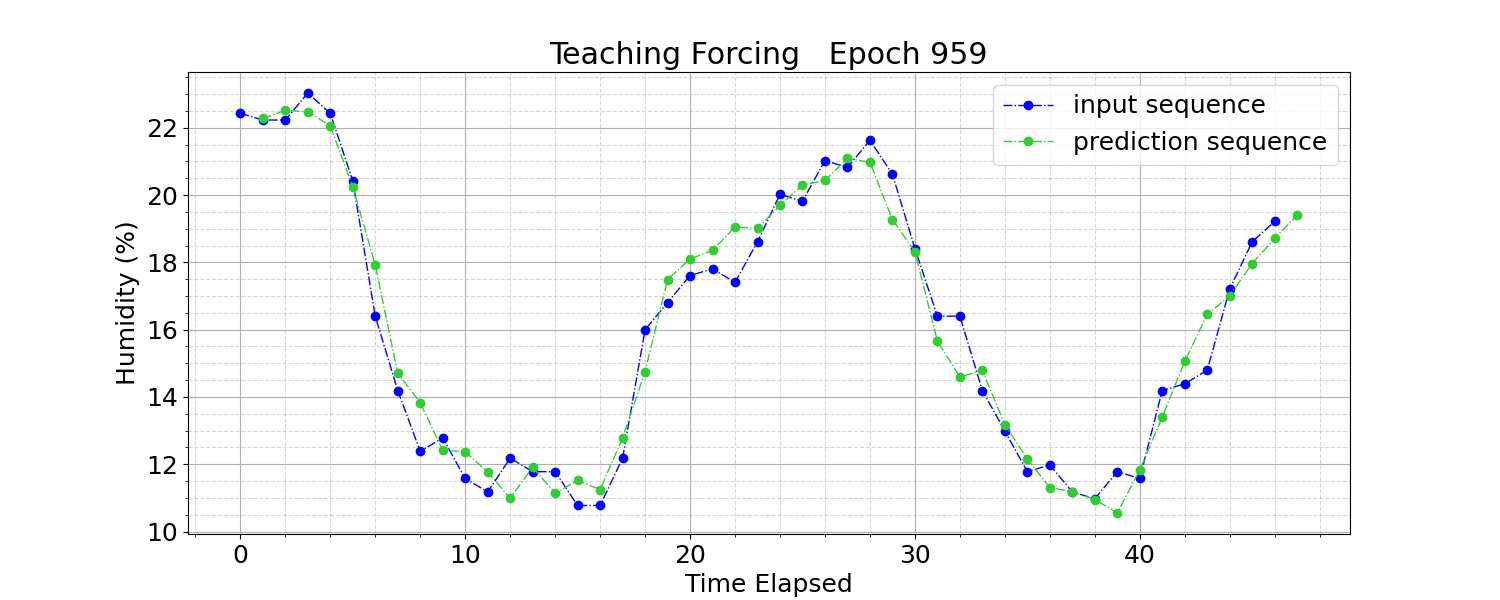 Teaching Forcing   Epoch 959
input sequence
prediction sequence
Humidity (%)
22
20
18
16
14
12
10
0 10 20 30 40
Time Elapsed